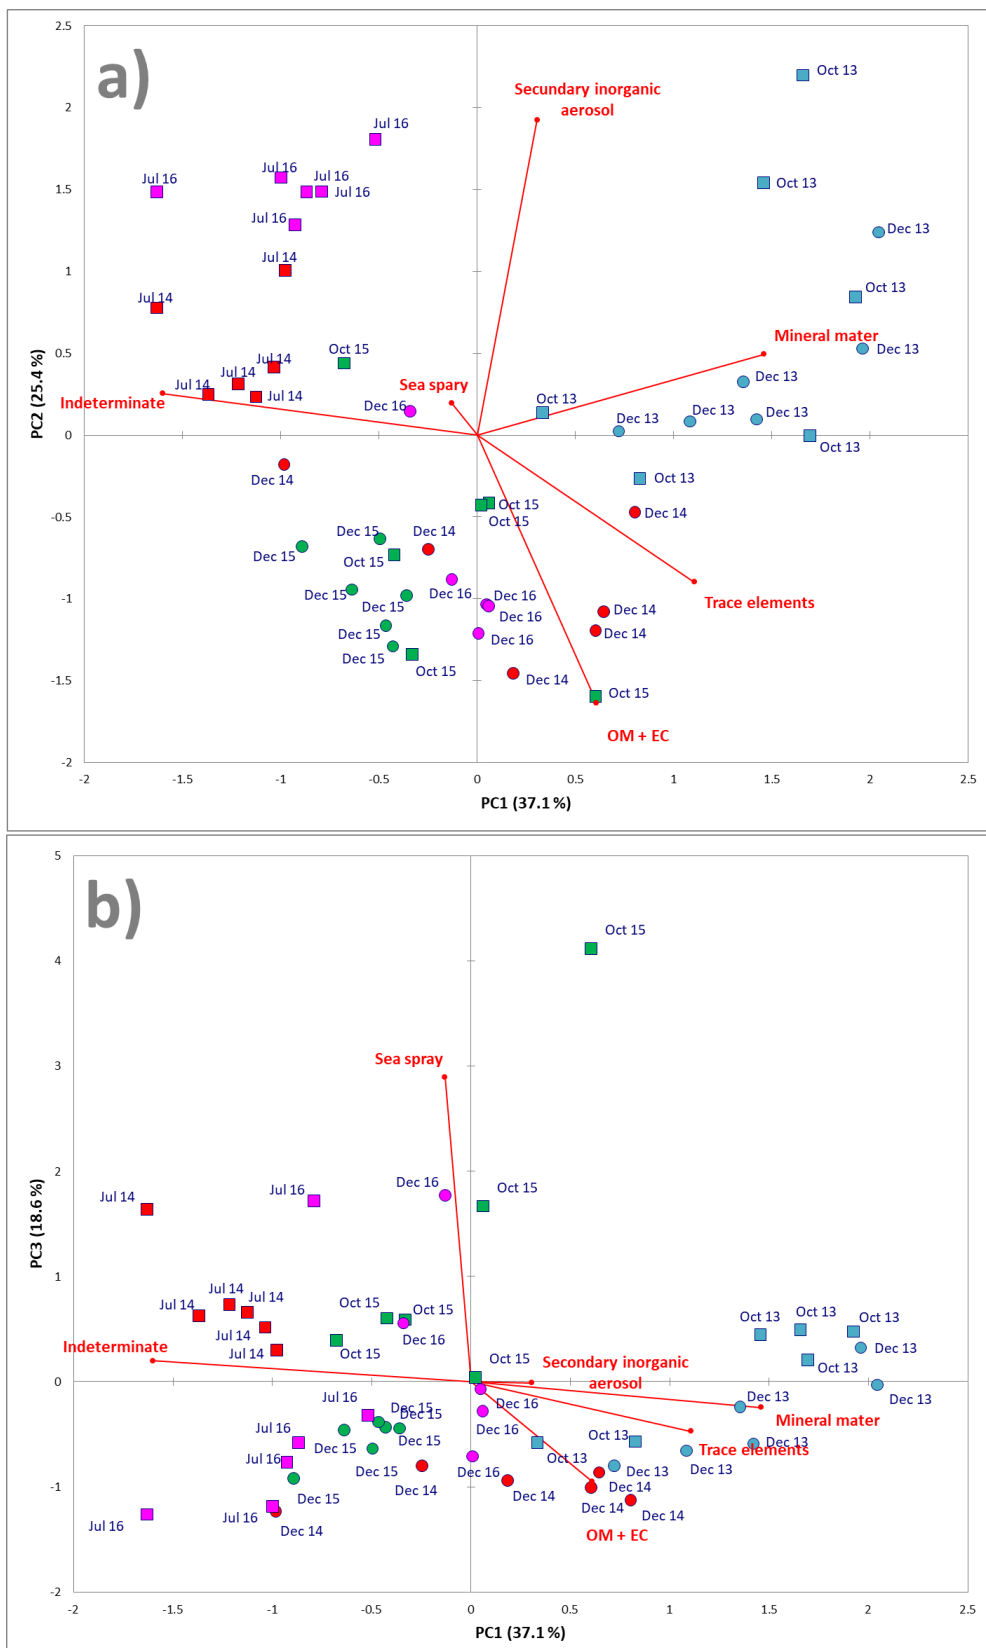 a)
2.5
2
1.5
1
0.5
0
-0.5
-1
-1.5
-2
PC2 (25.4 %)
Secundary inorganic
aerosol
Oct 13
Jul 16
Jul 16
Jul 16
Jul 16
Jul 16
Oct 13
Jul 16
Dec 13
Jul 14
Jul 14
Oct 13
Mineral mater
Oct 15
Dec 13
Jul 14
Jul 14
Jul 14
Jul 14
Sea spary
Dec 13
Indeterminate
Dec 16
Oct 13
Dec 13
Dec 13
Dec 13
Oct 13
Dec 14
Oct 13
Oct 15
Oct 15
Dec 14
Dec 15
Dec 14
Dec 15
Oct 15
Dec 15
Dec 16
Dec 16
Dec 15
Dec 16
Dec 14
Trace elements
Dec 15
Dec 16
Dec 14
Dec 15
Oct 15
Dec 14
Oct 15
OM + EC
-2
-1.5
-1
-0.5
0
0.5
1
1.5
2
2.5
PC1 (37.1 %)
b)
5
4
3
2
1
0
-1
-2
PC3 (18.6 %)
Oct 15
Sea spray
Jul 14
Jul 16
Dec 16
Oct 15
Jul 14
Jul 14
Jul 14
Oct 15
Oct 15
Oct 13
Oct 13
Oct 13
Jul 14
Dec 16
Indeterminate
Jul 14
Oct 15
Oct 15
Secondary inorganic
aerosol
Oct 13
Dec 13
Jul 16
Dec 15
Dec 16
Dec 13
Mineral mater
Dec 15
Jul 16
Dec 15
Dec 16
Oct 13
Oct 13
Trace elements
Dec 13
Jul 16
Dec 15
Dec 16
Dec 13
Dec 13
Dec 15
Dec 14
Dec 14
Dec 14
Jul 16
Jul 16
Dec 14
Dec 14
Dec 14
OM + EC
-2
-1.5
-1
-0.5
0
0.5
1
1.5
2
2.5
PC1 (37.1 %)